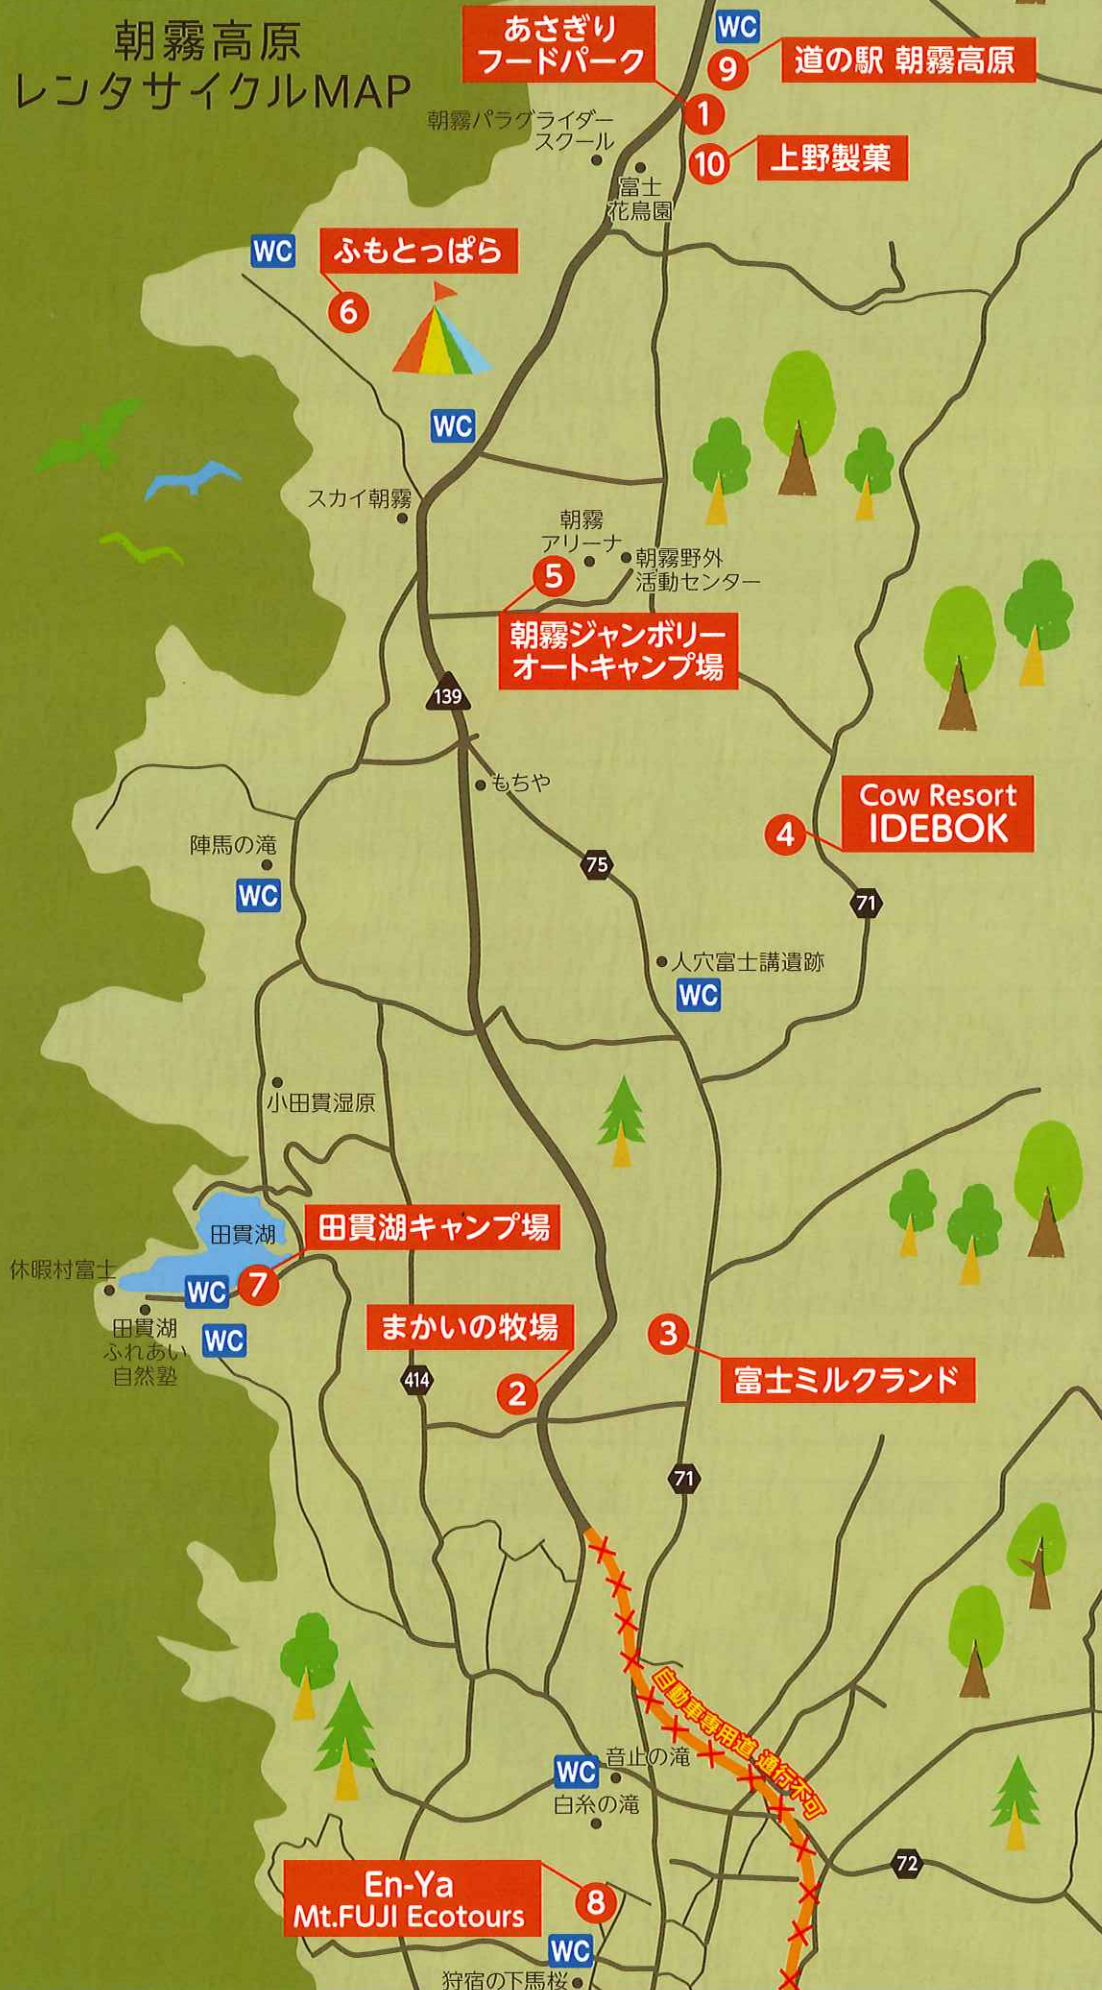 朝霧高原
レンタサイクルMAP
あさぎり
フードパーク
WC
9
道の駅 朝霧高原
1
朝霧パラグライダー
スクール
10
上野製菓
富士
花鳥園
WC
ふもとっぱら
6
WC
スカイ朝霧
朝霧
アリーナ
朝霧野外
活動センター
5
朝霧ジャンボリー
オートキャンプ場
139
もちや
Cow Resort
IDEBOK
4
陣馬の滝
WC
75
71
人穴富士講遺跡
WC
小田貫湿原
田貫湖
田貫湖キャンプ場
休暇村富士
WC
7
田貫湖
ふれあい
自然塾
WC
まかいの牧場
2
3
富士ミルクランド
414
71
自動車専用道 通行不可
WC
音止の滝
白糸の滝
72
En-Ya
Mt.FUJI Ecotours
8
WC
狩宿の下馬桜